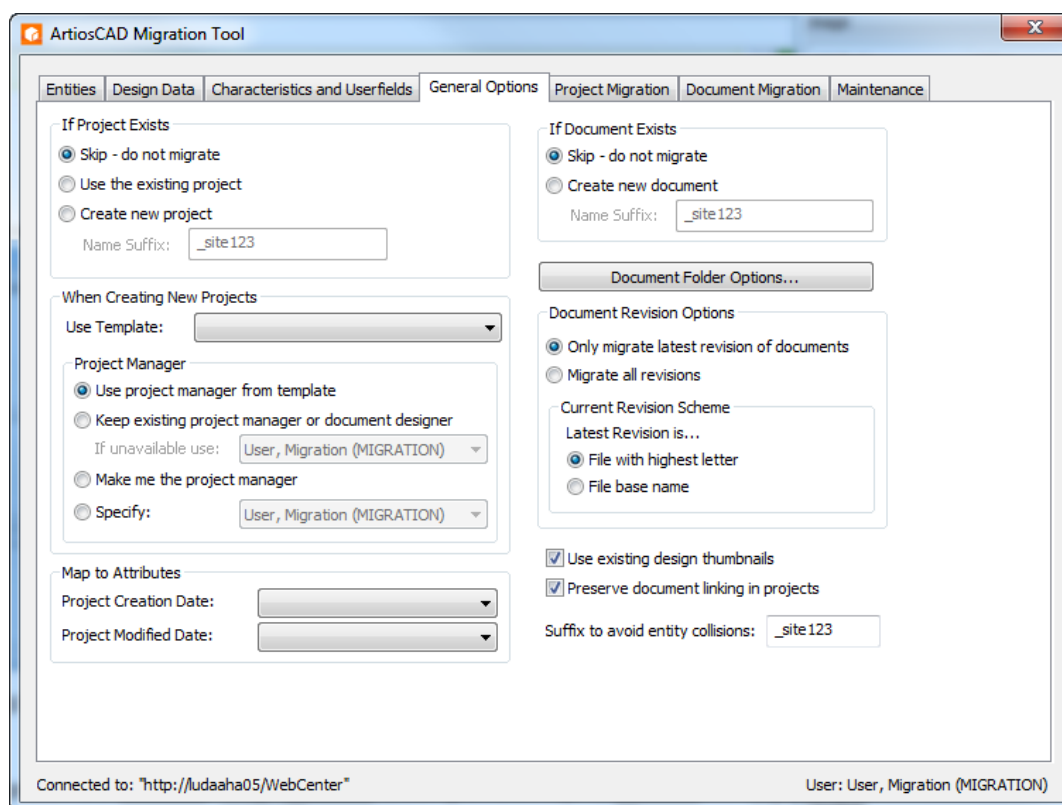 ArtiosCAD Migration Tool
Entities
Design Data
Characteristics and Userfields
General Options
Project Migration
Document Migration
Maintenance
If Project Exists
Skip - do not migrate
Use the existing project
Create new project
Name Suffix: _site123
When Creating New Projects
Use Template:
Project Manager
Use project manager from template
Keep existing project manager or document designer
If unavailable use: User, Migration (MIGRATION)
Make me the project manager
Specify: User, Migration (MIGRATION)
Map to Attributes
Project Creation Date:
Project Modified Date:
If Document Exists
Skip - do not migrate
Create new document
Name Suffix: _site123
Document Folder Options...
Document Revision Options
Only migrate latest revision of documents
Migrate all revisions
Current Revision Scheme
Latest Revision is...
File with highest letter
File base name
Use existing design thumbnails
Preserve document linking in projects
Suffix to avoid entity collisions: _site123
Connected to: "http://ludaaha05/WebCenter"
User: User, Migration (MIGRATION)